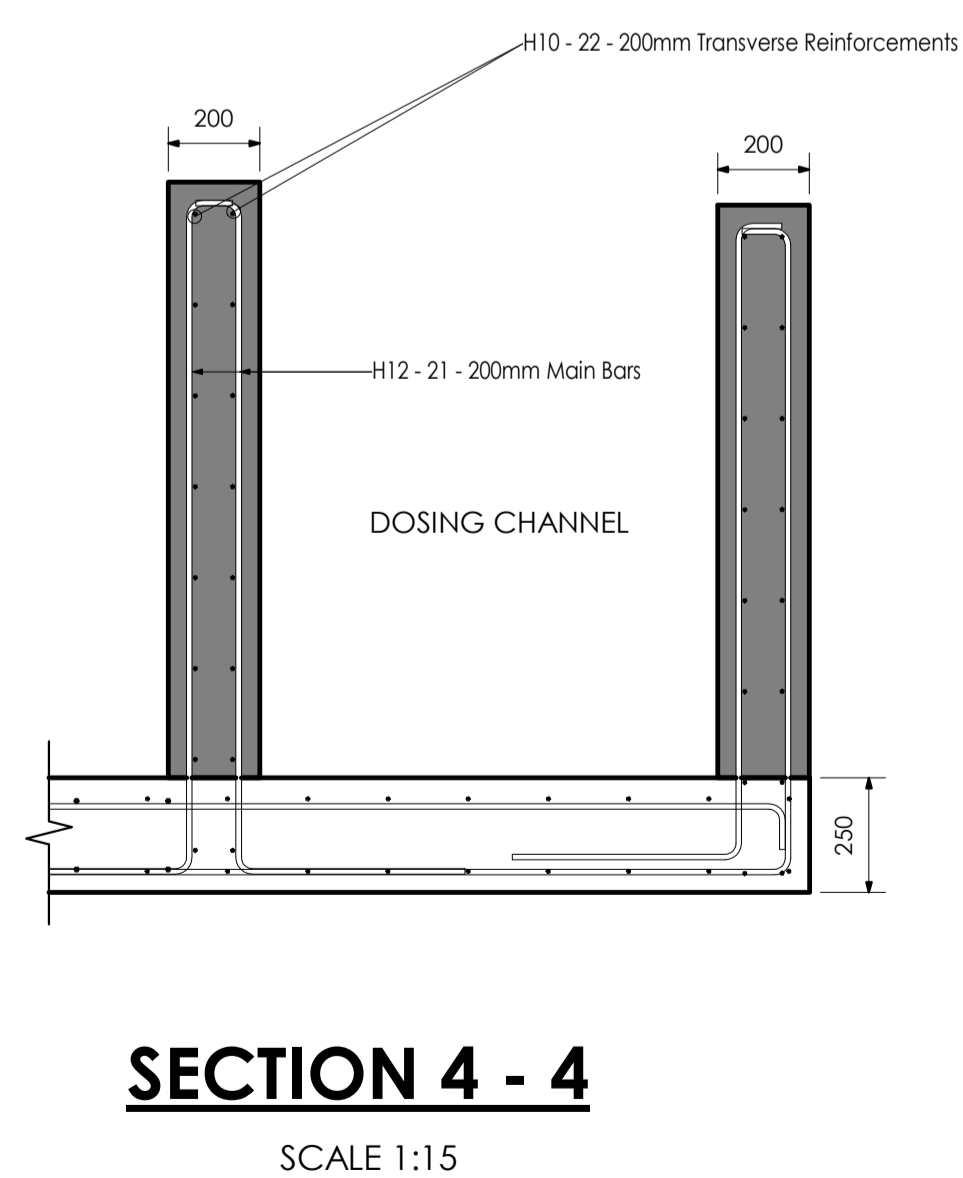 H10 - 22 - 200mm Transverse Reinforcements
200
200
H12 - 21 - 200mm Main Bars
DOSING CHANNEL
250
SECTION 4 - 4
SCALE 1:15